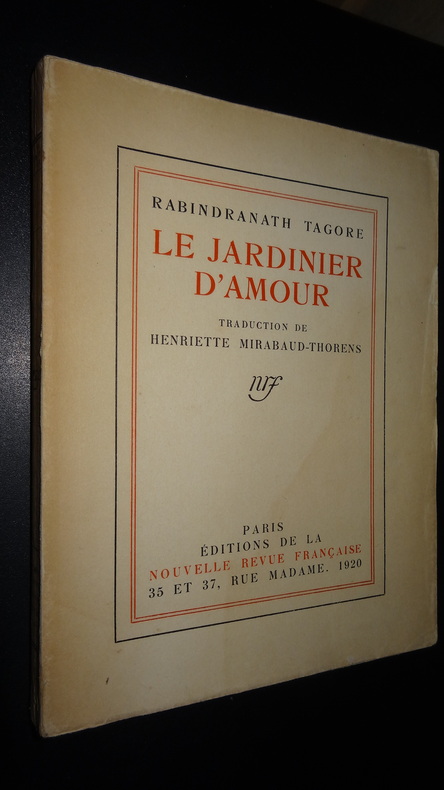 RABINDRANATH TAGORE
LE JARDINIER
D'AMOUR
TRADUCTION DE
HENRIETTE MIRABAUD-THORENS
nrf
PARIS
ÉDITIONS DE LA
NOUVELLE REVUE FRANÇAISE
35 ET 37, RUE MADAME. 1920